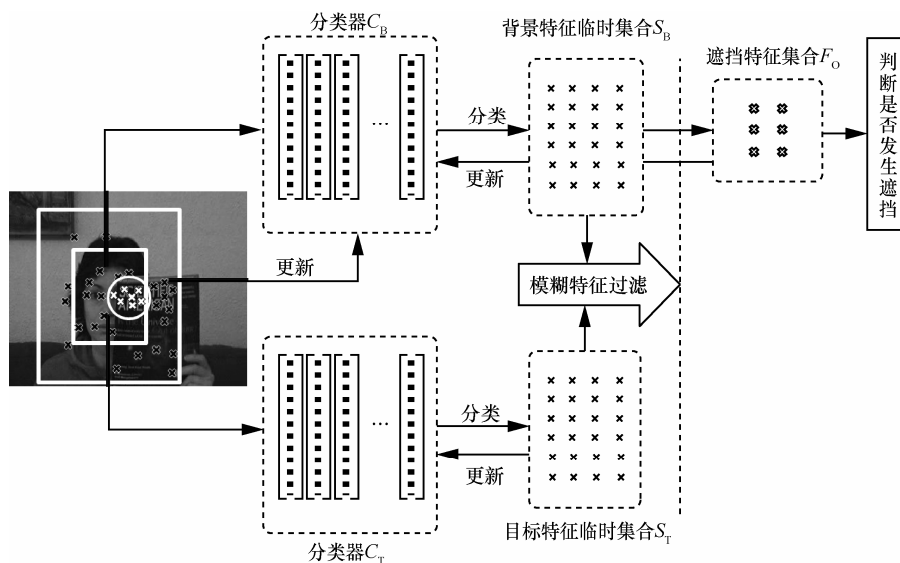 分类器C_B
背景特征临时集合S_B
遮挡特征集合F_O
判断是否发生遮挡
分类
更新
更新
模糊特征过滤
分类
更新
目标特征临时集合S_T
分类器C_T